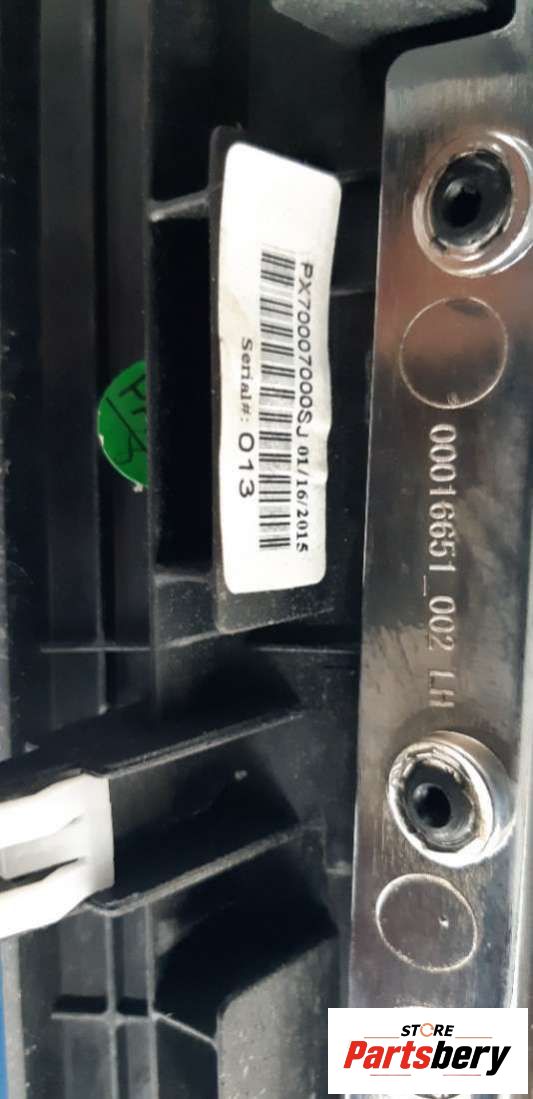 PX70007000SJ
01/16/2015
Serial#: 013
00016651_002 LH
STORE
Partsbery